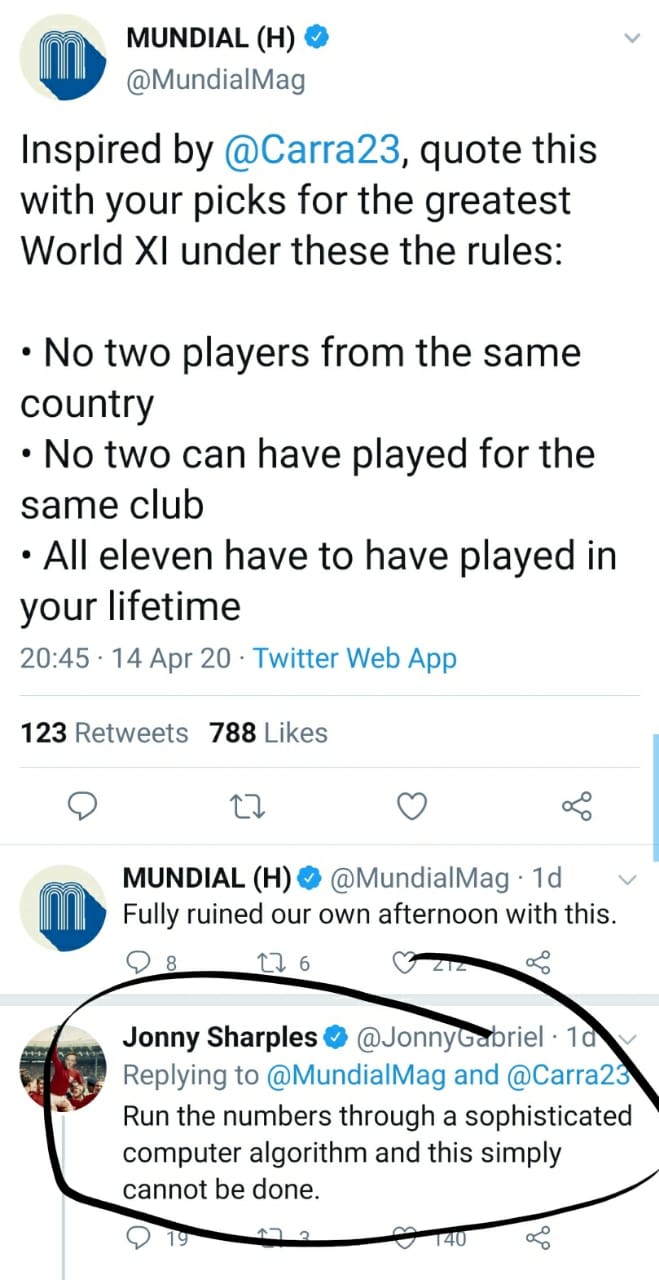 MUNDIAL (H)
@MundialMag
Inspired by @Carra23, quote this
with your picks for the greatest
World XI under these the rules:
• No two players from the same
country
• No two can have played for the
same club
• All eleven have to have played in
your lifetime
20:45 · 14 Apr 20 · Twitter Web App
123 Retweets 788 Likes
MUNDIAL (H) @MundialMag · 1d
Fully ruined our own afternoon with this.
8 6 212
Jonny Sharples @JonnyGabriel · 1d
Replying to @MundialMag and @Carra23
Run the numbers through a sophisticated
computer algorithm and this simply
cannot be done.
19 3 140